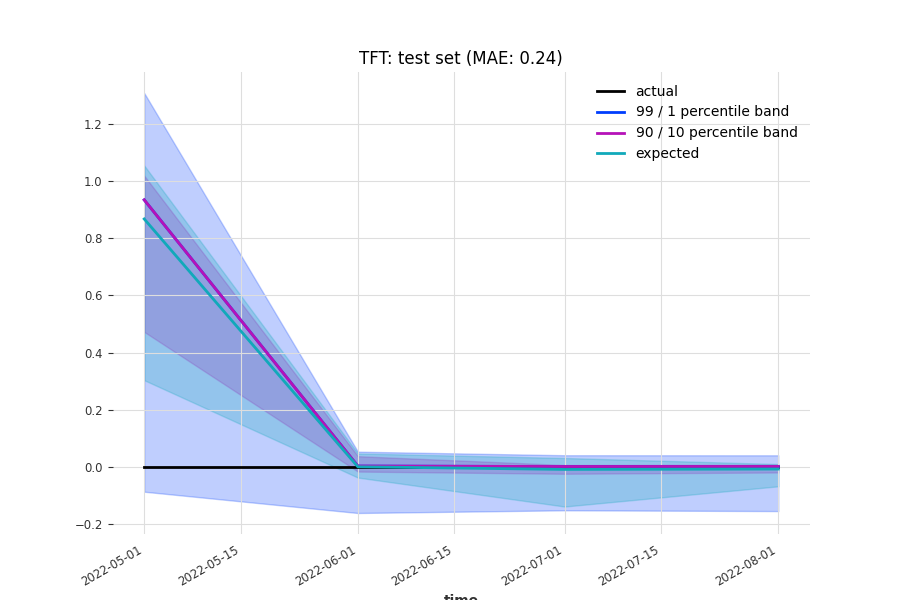 TFT: test set (MAE: 0.24)
actual
99 / 1 percentile band
90 / 10 percentile band
expected
1.2
1.0
0.8
0.6
0.4
0.2
0.0
−0.2
2022-05-01
2022-05-15
2022-06-01
2022-06-15
2022-07-01
2022-07-15
2022-08-01
time